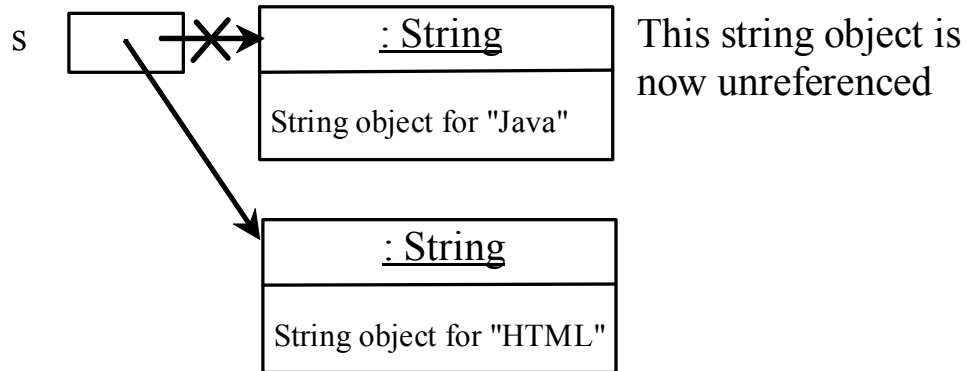 s
: String
This string object is
now unreferenced
String object for "Java"
: String
String object for "HTML"